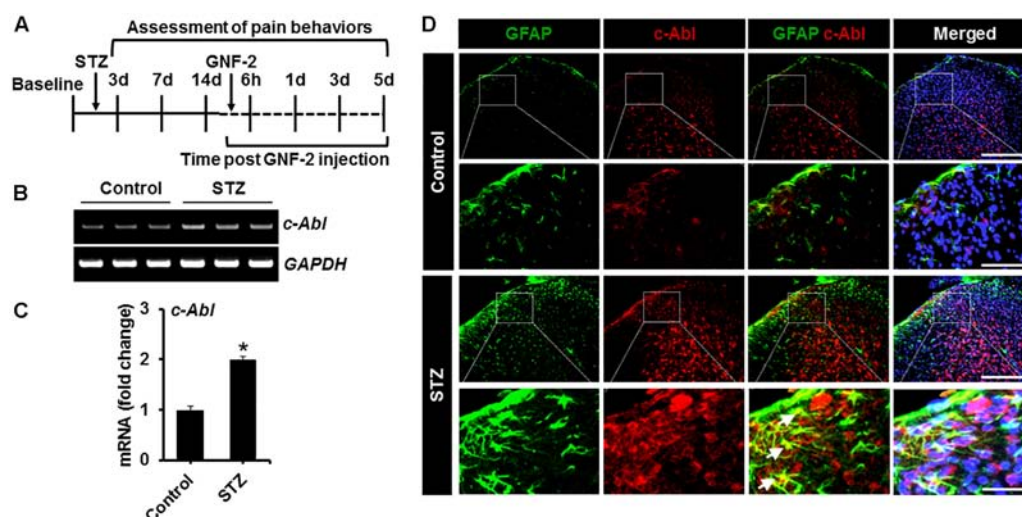 A
Assessment of pain behaviors
STZ GNF-2
Baseline 3d 7d 14d 6h 1d 3d 5d
Time post GNF-2 injection
B
Control STZ
c-Abl
GAPDH
C
c-Abl
mRNA (fold change)
3
2
1
0
*
Control STZ
D
GFAP c-Abl GFAP c-Abl Merged
Control
STZ